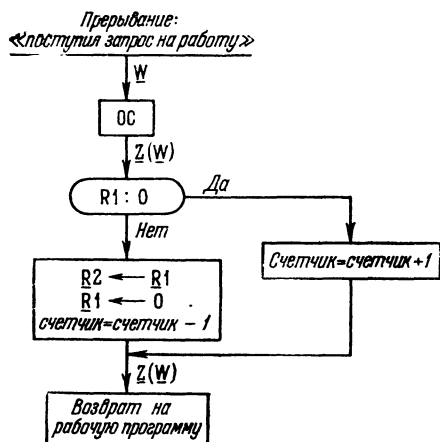 Прерывание:
«поступил запрос на работу»
W
ОС
Z(W)
R1 : 0
Да
Нет
R2 ← R1
R1 ← 0
счетчик=счетчик - 1
Счетчик=счетчик+1
Z(W)
Возврат на
рабочую программу